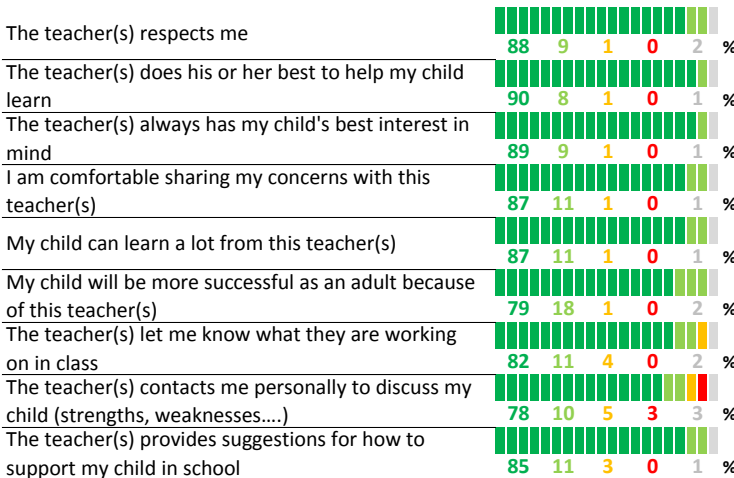 The teacher(s) respects me
88 9 1 0 2 %
The teacher(s) does his or her best to help my child
learn
90 8 1 0 1 %
The teacher(s) always has my child's best interest in
mind
89 9 1 0 1 %
I am comfortable sharing my concerns with this
teacher(s)
87 11 1 0 1 %
My child can learn a lot from this teacher(s)
87 11 1 0 1 %
My child will be more successful as an adult because
of this teacher(s)
79 18 1 0 2 %
The teacher(s) let me know what they are working
on in class
82 11 4 0 2 %
The teacher(s) contacts me personally to discuss my
child (strengths, weaknesses….)
78 10 5 3 3 %
The teacher(s) provides suggestions for how to
support my child in school
85 11 3 0 1 %